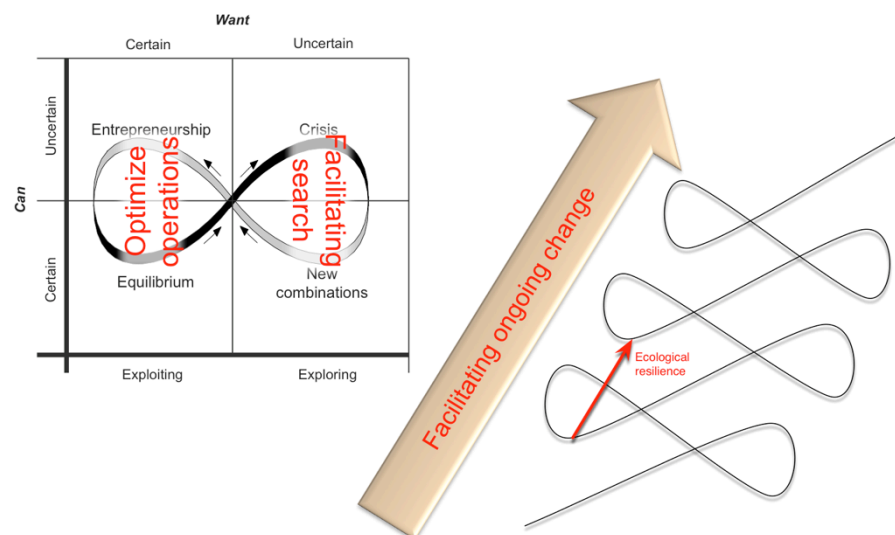 Want
Certain
Uncertain
Can
Uncertain
Certain
Entrepreneurship
Crisis
Optimize
operations
Facilitating
search
Equilibrium
New
combinations
Exploiting
Exploring
Facilitating ongoing change
Ecological
resilience